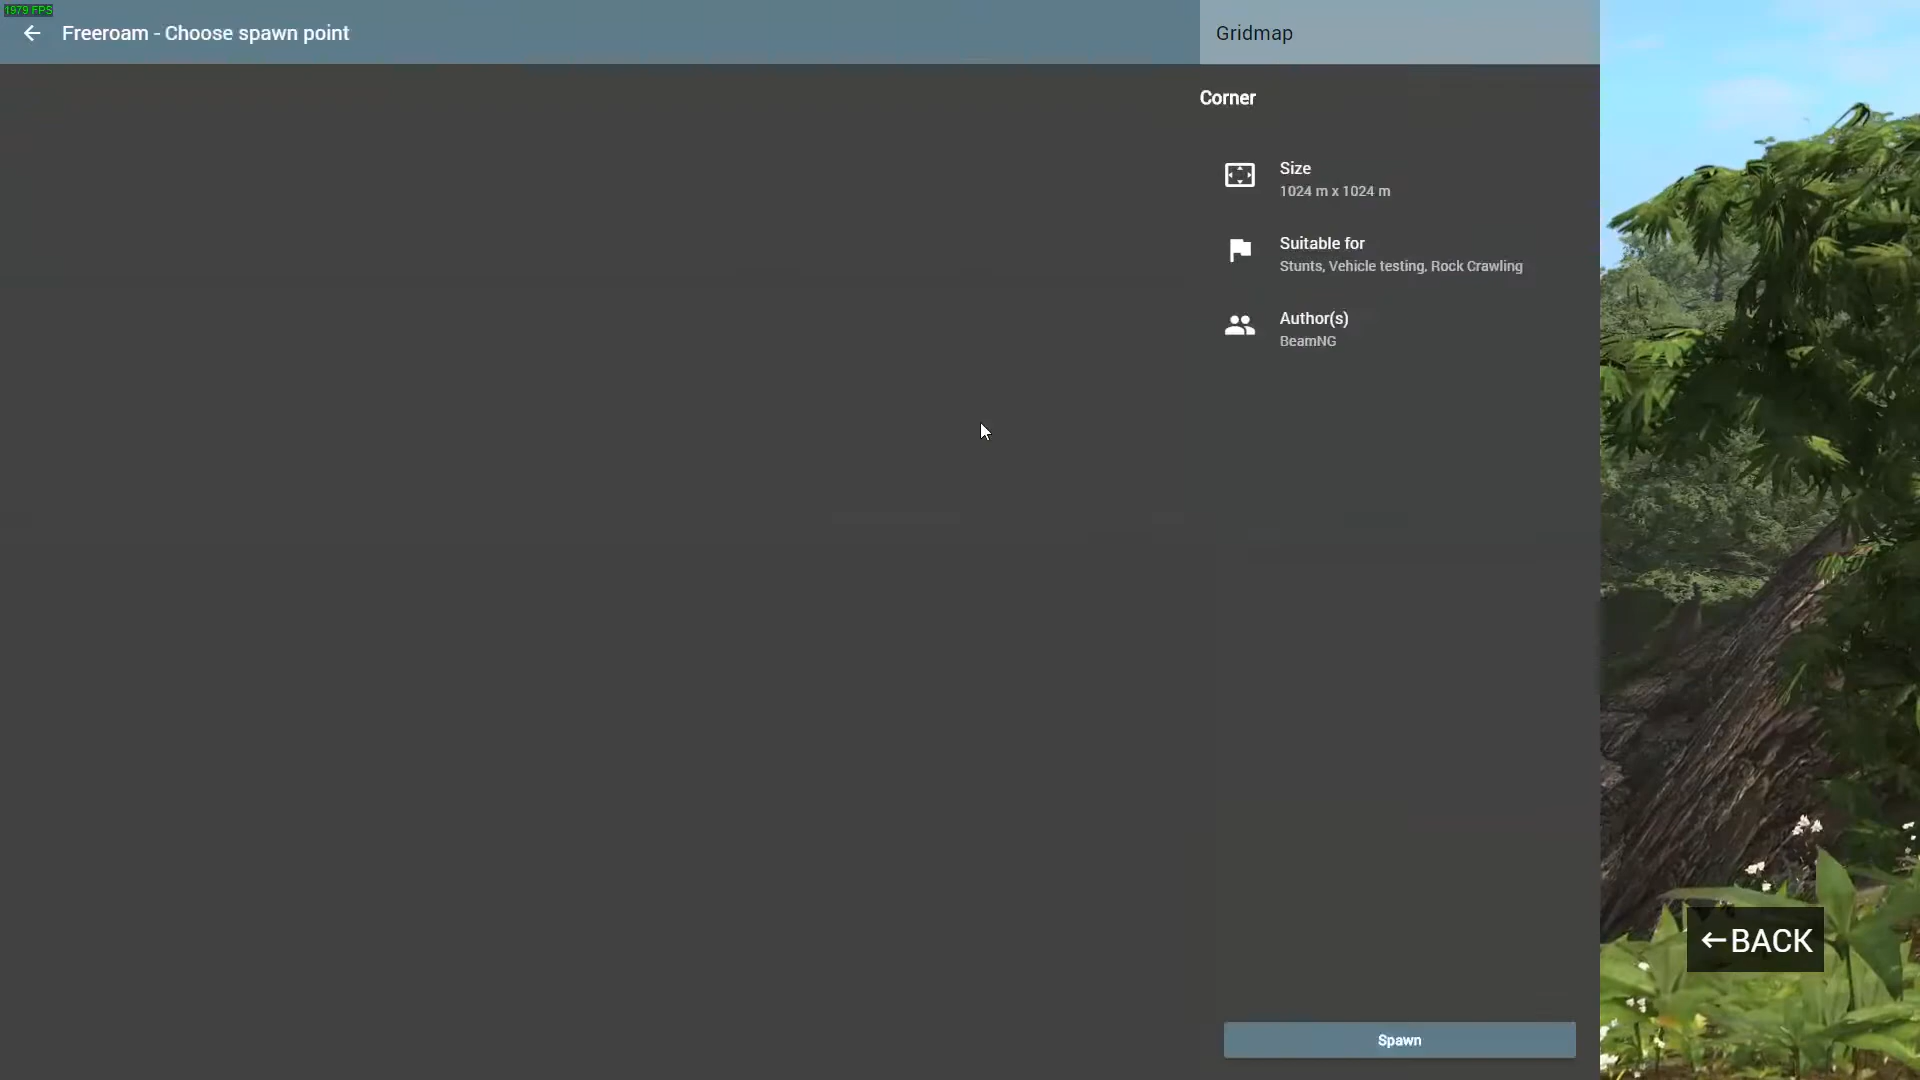 1979 FPS
Freeroam - Choose spawn point
Gridmap
Corner
Size
1024 m x 1024 m
Suitable for
Stunts, Vehicle testing, Rock Crawling
Author(s)
BeamNG
←BACK
Spawn